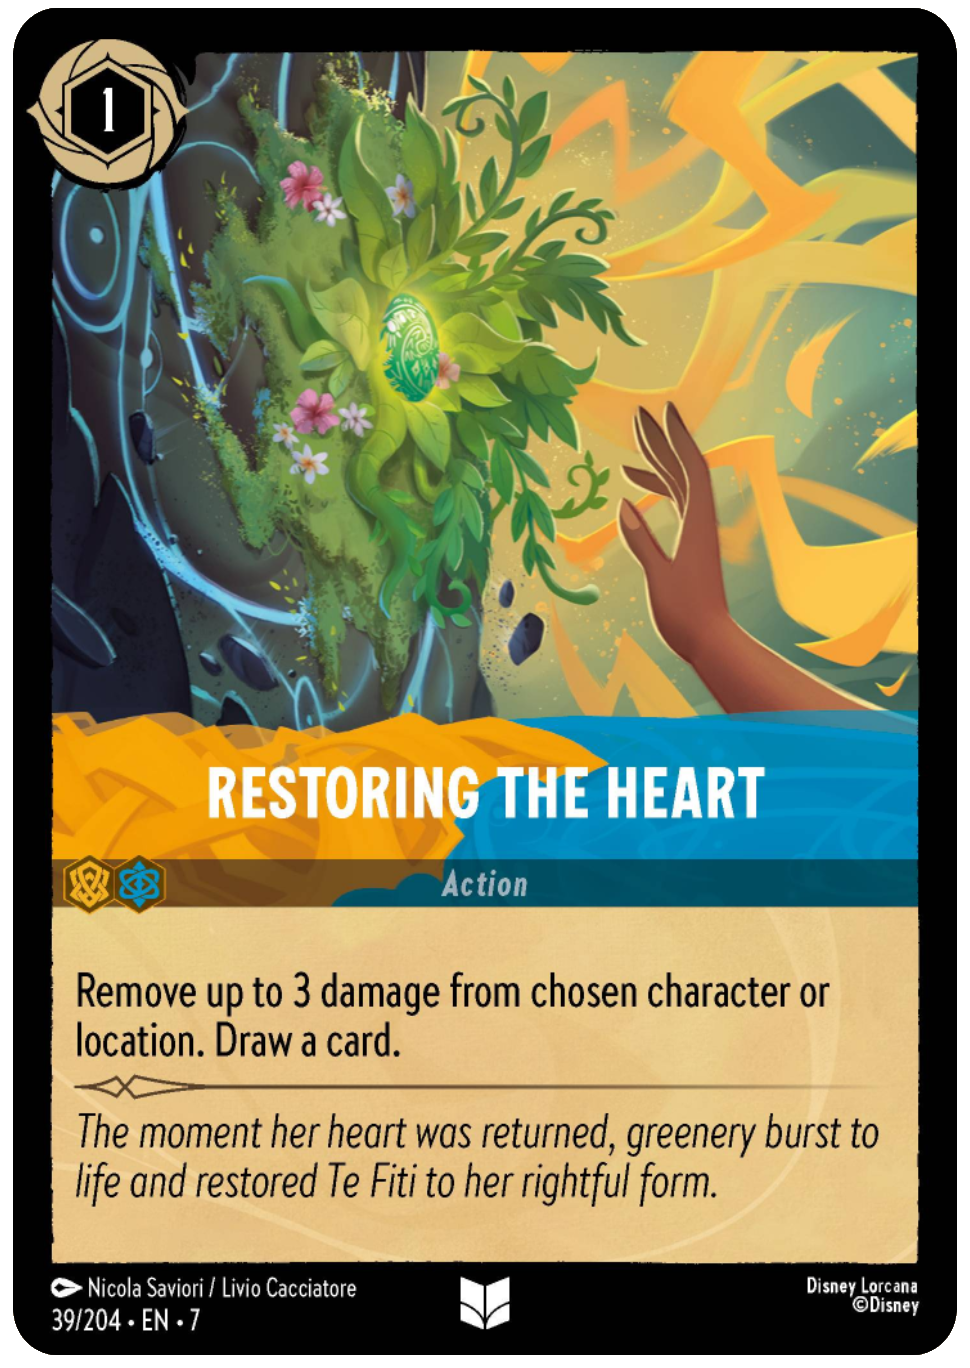 1
RESTORING THE HEART
Action
Remove up to 3 damage from chosen character or
location. Draw a card.
The moment her heart was returned, greenery burst to
life and restored Te Fiti to her rightful form.
Nicola Saviori / Livio Cacciatore
39/204 • EN • 7
Disney Lorcana
©Disney